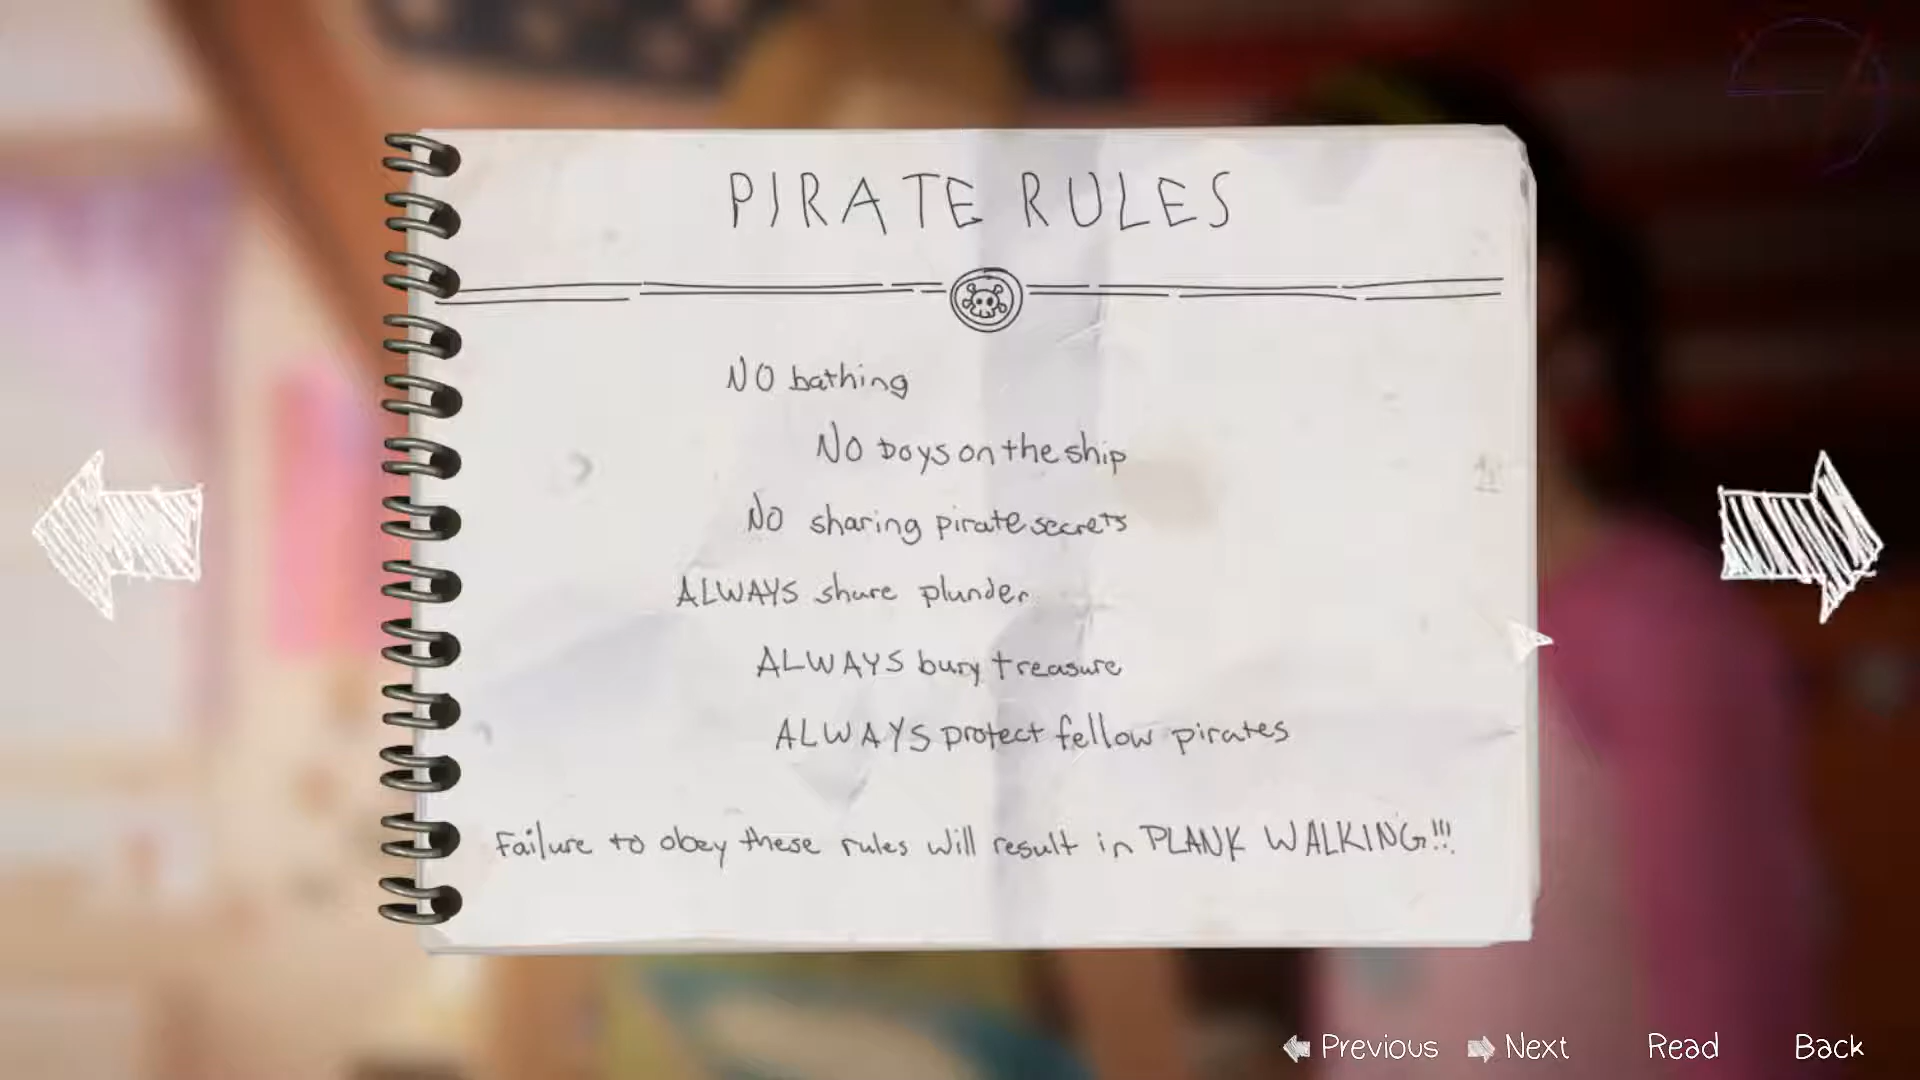 PIRATE RULES
NO bathing
NO boys on the ship
NO sharing pirate secrets
ALWAYS share plunder
ALWAYS bury treasure
ALWAYS protect fellow pirates
Failure to obey these rules will result in PLANK WALKING!!!
Previous Next Read Back